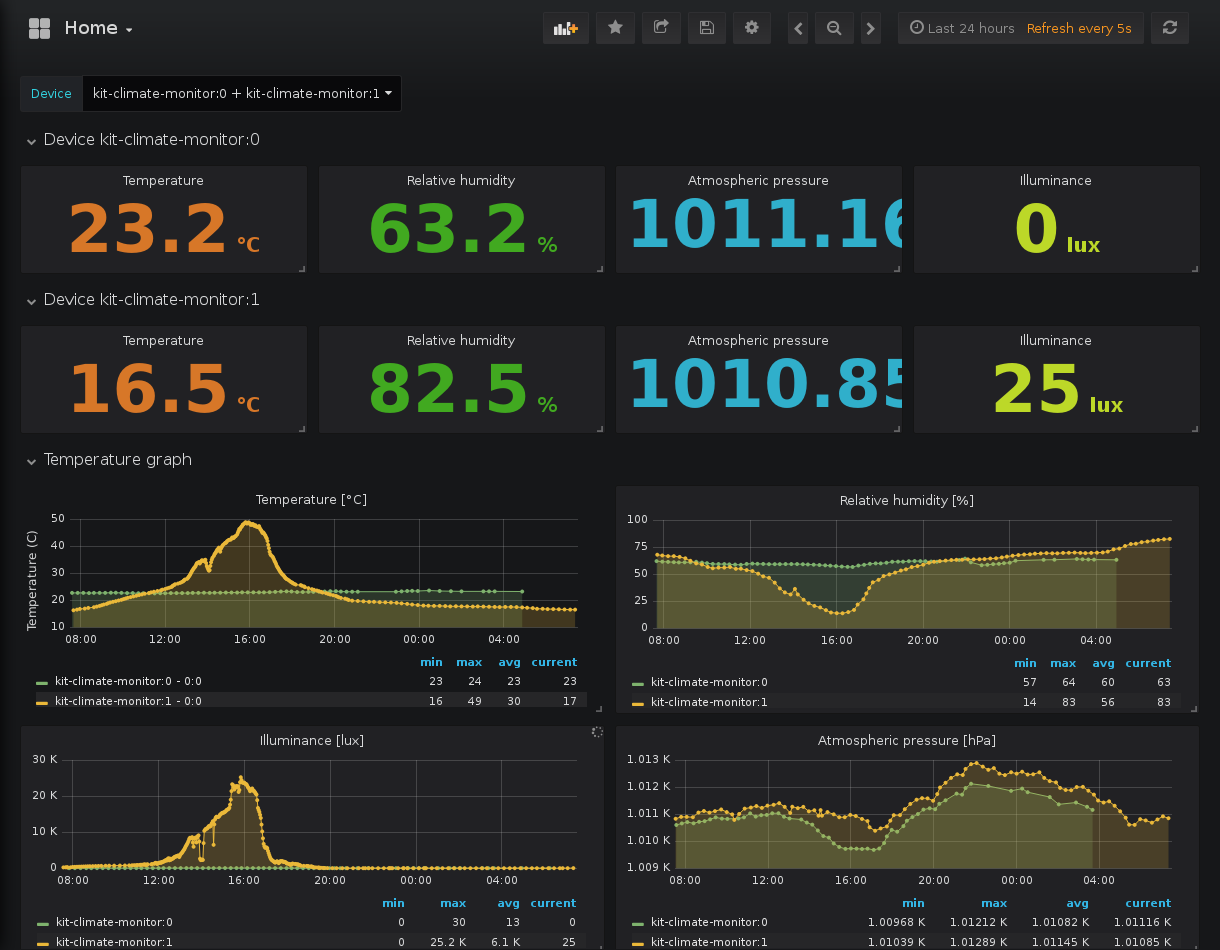 Home
Last 24 hours Refresh every 5s
Device kit-climate-monitor:0 + kit-climate-monitor:1
Device kit-climate-monitor:0
Temperature Relative humidity Atmospheric pressure Illuminance
23.2 °C 63.2 % 1011.16 0 lux
Device kit-climate-monitor:1
Temperature Relative humidity Atmospheric pressure Illuminance
16.5 °C 82.5 % 1010.85 25 lux
Temperature graph
Temperature [°C]
Temperature (C)
50
40
30
20
10
08:00 12:00 16:00 20:00 00:00 04:00
min max avg current
kit-climate-monitor:0 - 0:0 23 24 23 23
kit-climate-monitor:1 - 0:0 16 49 30 17
Relative humidity [%]
100
75
50
25
0
08:00 12:00 16:00 20:00 00:00 04:00
min max avg current
kit-climate-monitor:0 57 64 60 63
kit-climate-monitor:1 14 83 56 83
Illuminance [lux]
30 K
20 K
10 K
0
08:00 12:00 16:00 20:00 00:00 04:00
min max avg current
kit-climate-monitor:0 0 30 13 0
kit-climate-monitor:1 0 25.2 K 6.1 K 25
Atmospheric pressure [hPa]
1.013 K
1.012 K
1.011 K
1.010 K
1.009 K
08:00 12:00 16:00 20:00 00:00 04:00
min max avg current
kit-climate-monitor:0 1.00968 K 1.01212 K 1.01082 K 1.01116 K
kit-climate-monitor:1 1.01039 K 1.01289 K 1.01145 K 1.01085 K